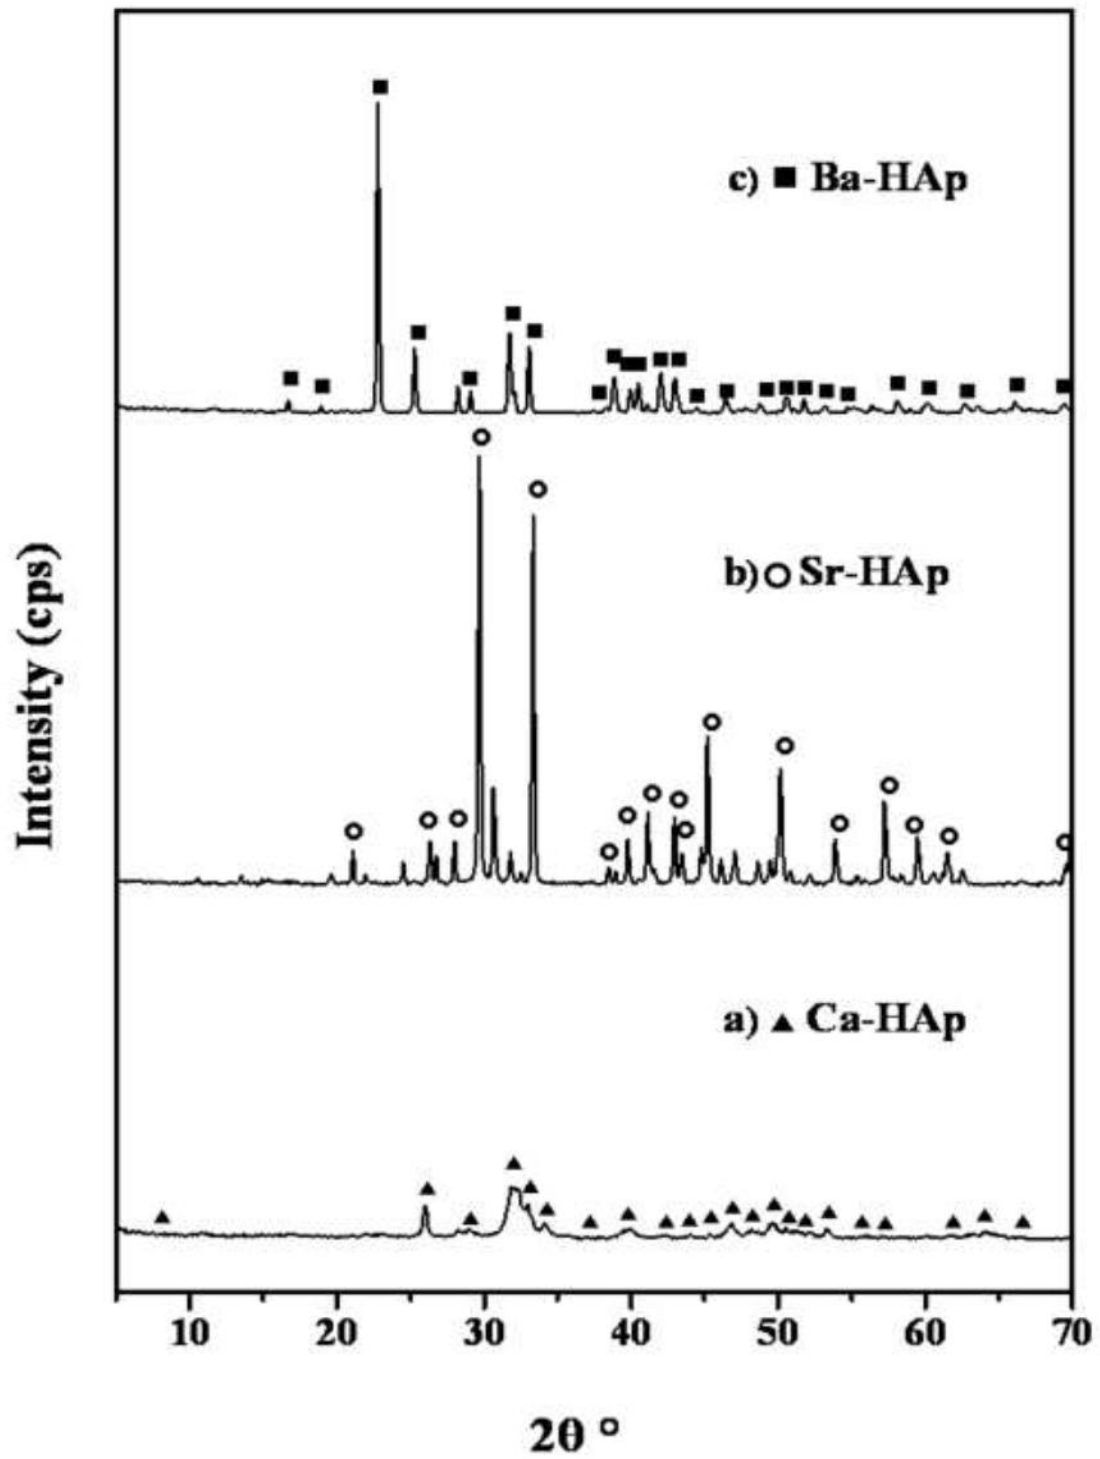 c) ■ Ba-HAp
b) ○ Sr-HAp
a) ▲ Ca-HAp
Intensity (cps)
10 20 30 40 50 60 70
2θ °